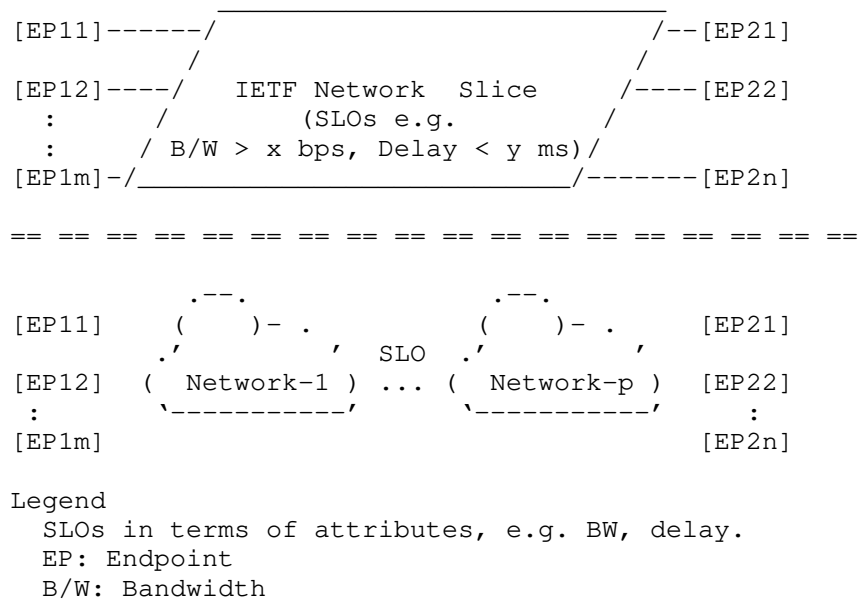 [EP11]------/ /--[EP21]
/ /
[EP12]----/ IETF Network Slice /----[EP22]
: / (SLOs e.g. /
: / B/W > x bps, Delay < y ms)/
[EP1m]-/______________________________/-------[EP2n]
== == == == == == == == == == == == == == == == == ==
.--. .--.
[EP11] ( )- . ( )- . [EP21]
.' ' SLO .' '
[EP12] ( Network-1 ) ... ( Network-p ) [EP22]
: `-----------' `-----------' :
[EP1m] [EP2n]
Legend
SLOs in terms of attributes, e.g. BW, delay.
EP: Endpoint
B/W: Bandwidth